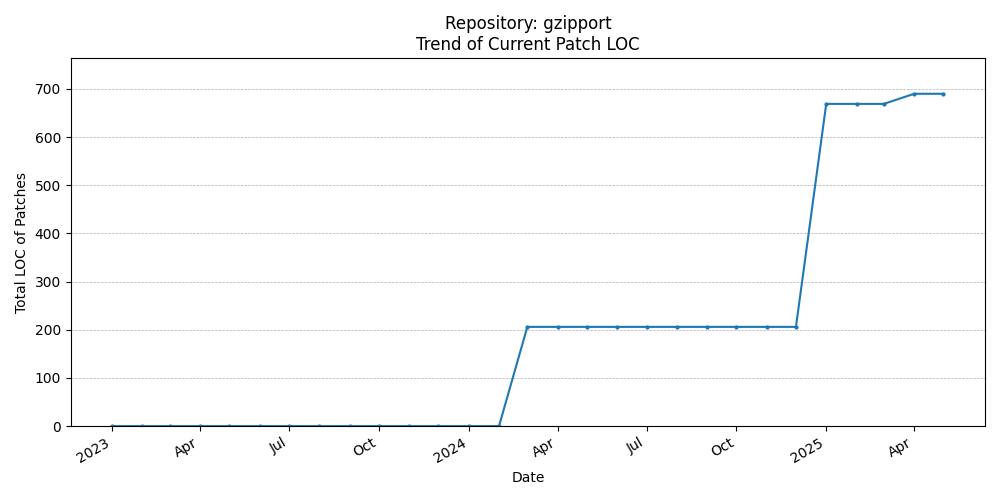 Repository: gzipport
Trend of Current Patch LOC
Total LOC of Patches
700
600
500
400
300
200
100
0
2023
Apr
Jul
Oct
2024
Apr
Jul
Oct
2025
Apr
Date